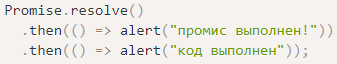 Promise.resolve()
  .then(() => alert("промис выполнен!"))
  .then(() => alert("код выполнен"));